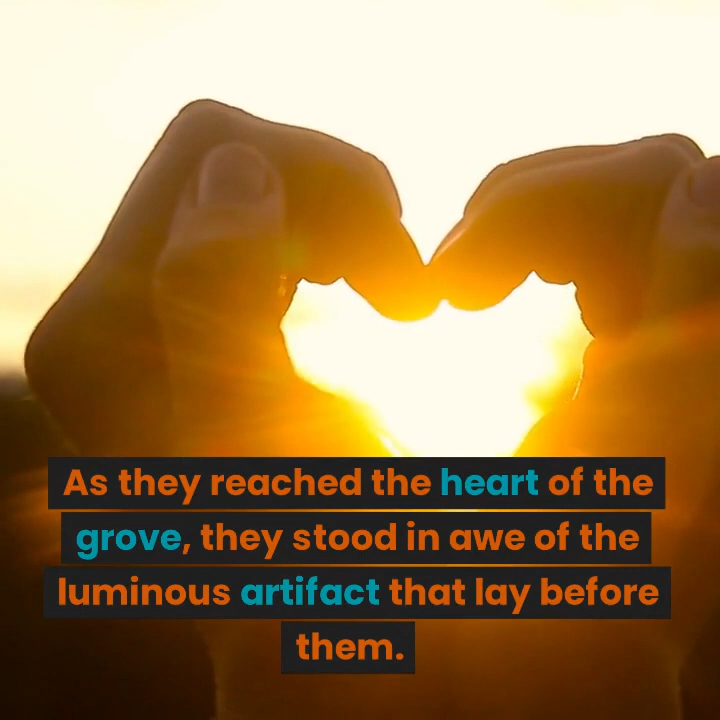 As they reached the heart of the
grove, they stood in awe of the
luminous artifact that lay before
them.